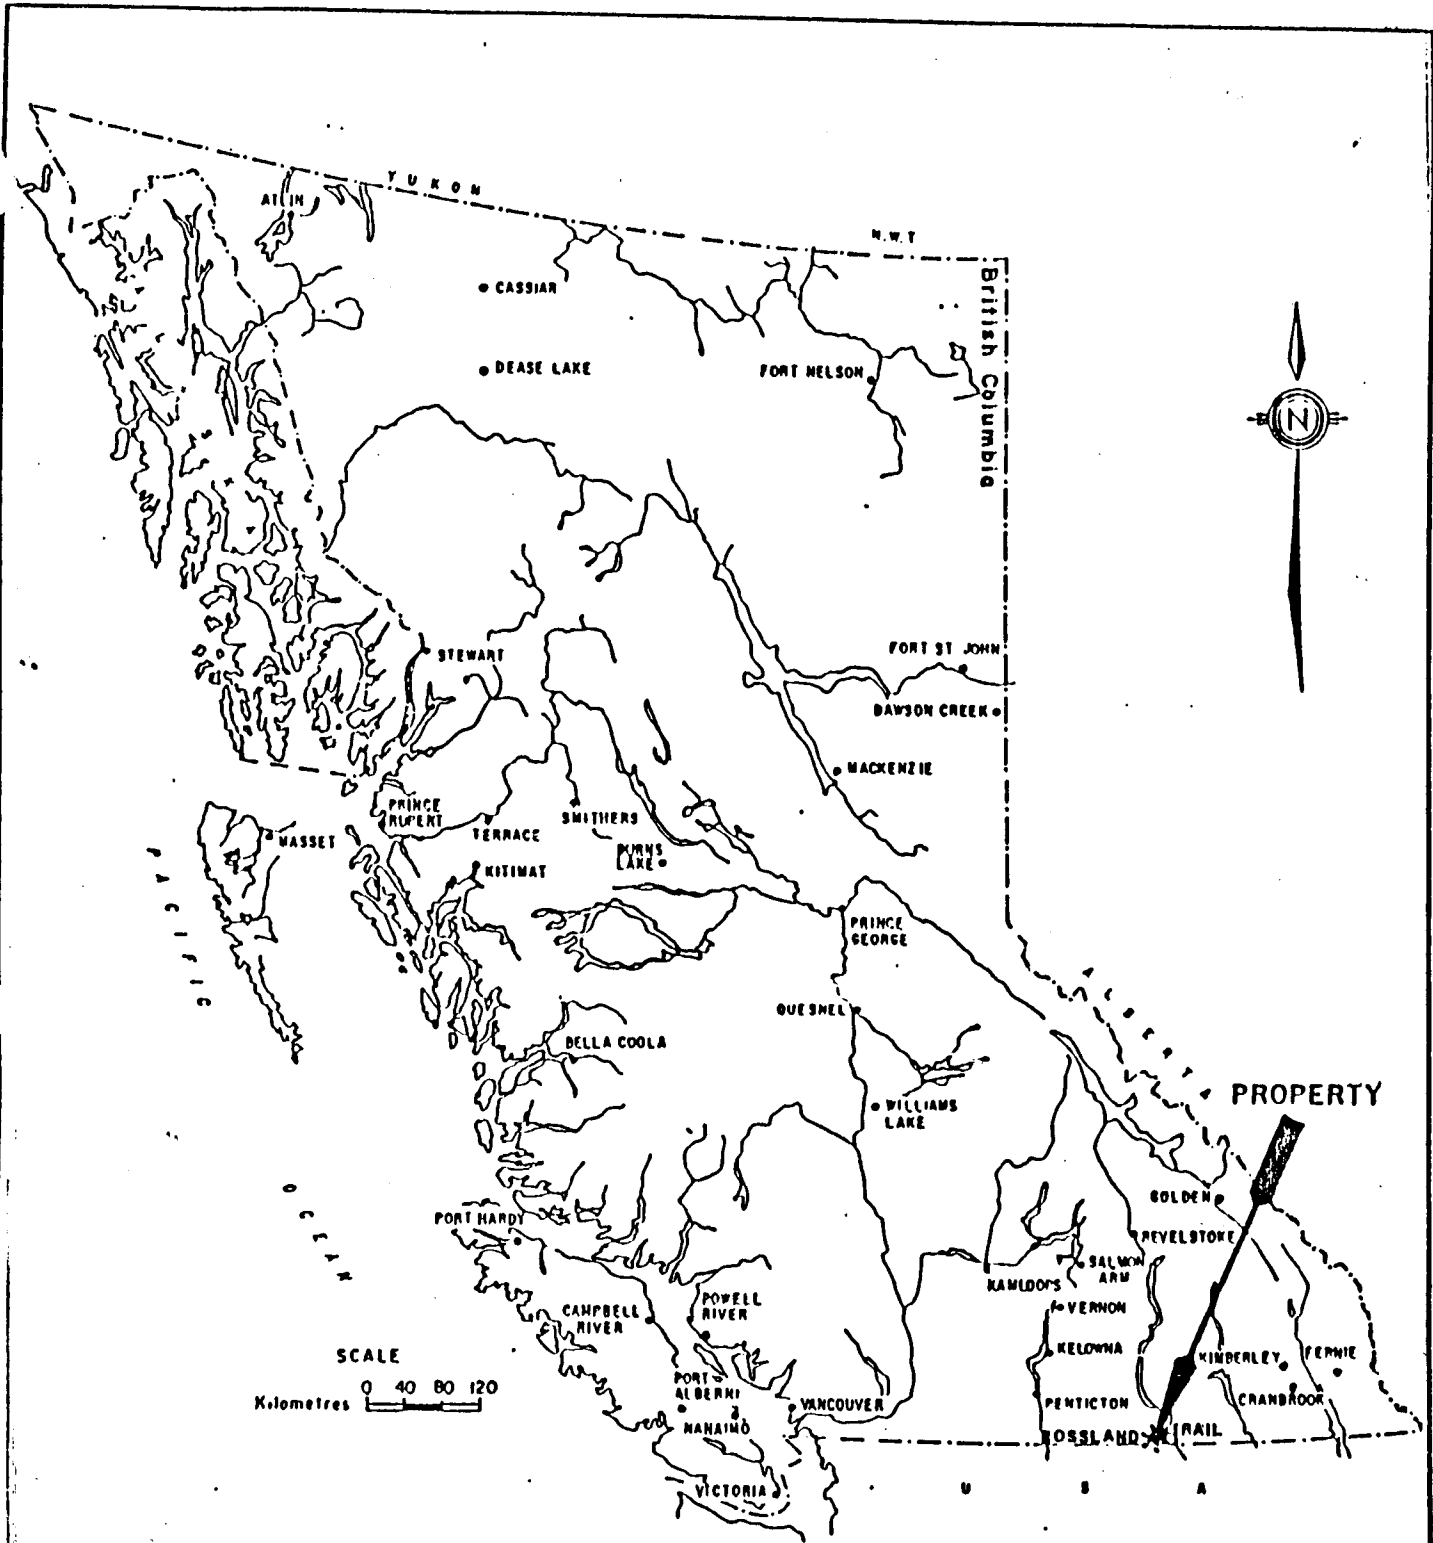 YUKON
ATLIN
N.W.T
British Columbia
CASSIAR
DEASE LAKE
FORT NELSON
N
STEWART
FORT ST JOHN
DAWSON CREEK
MACKENZIE
PRINCE
RUPERT
TERRACE
SMITHERS
MASSET
BURNS
LAKE
KITIMAT
PACIFIC
PRINCE
GEORGE
ALBERTA
QUESNEL
BELLA COOLA
PROPERTY
WILLIAMS
LAKE
OCEAN
GOLDEN
PORT HARDY
REVELSTOKE
SALMON
ARM
KAMLOOPS
POWELL
RIVER
VERNON
CAMPBELL
RIVER
KELOWNA
KIMBERLEY
FERNIE
SCALE
Kilometres 0 40 80 120
PORT
ALBERNI
CRANBROOK
PENTICTON
VANCOUVER
NANAIMO
ROSSLAND
TRAIL
VICTORIA
U S A